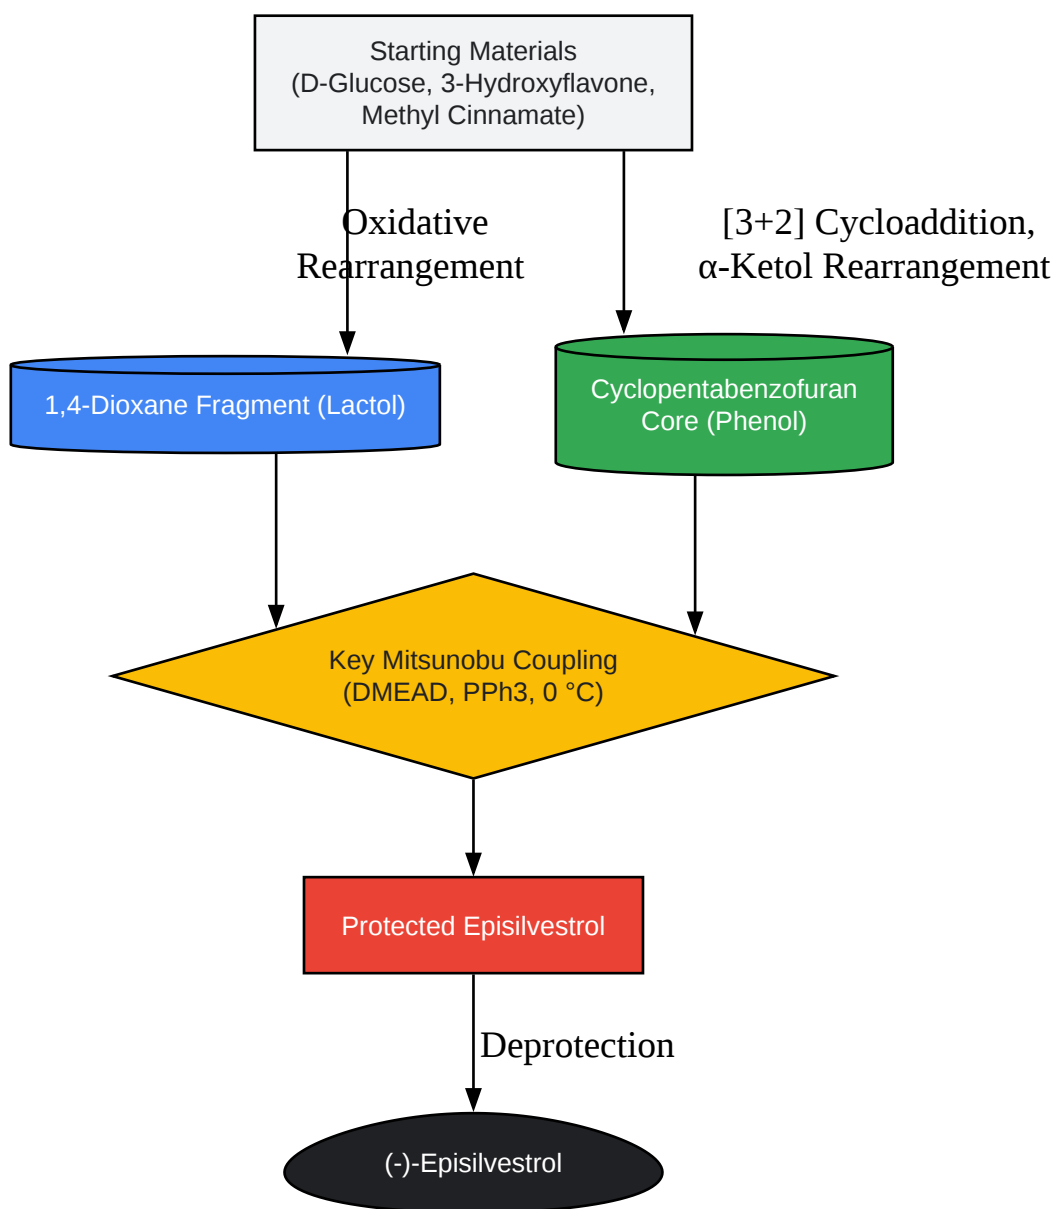 Starting Materials
(D-Glucose, 3-Hydroxyflavone,
Methyl Cinnamate)
Oxidative
Rearrangement
[3+2] Cycloaddition,
α-Ketol Rearrangement
1,4-Dioxane Fragment (Lactol)
Cyclopentabenzofuran
Core (Phenol)
Key Mitsunobu Coupling
(DMEAD, PPh3, 0 °C)
Protected Episilvestrol
Deprotection
(-)-Episilvestrol